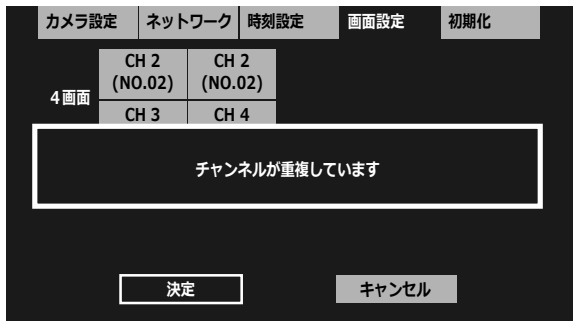 カメラ設定 ネットワーク 時刻設定 画面設定 初期化
CH 2 CH 2
(NO.02) (NO.02)
4画面
CH 3 CH 4
チャンネルが重複しています
決定 キャンセル